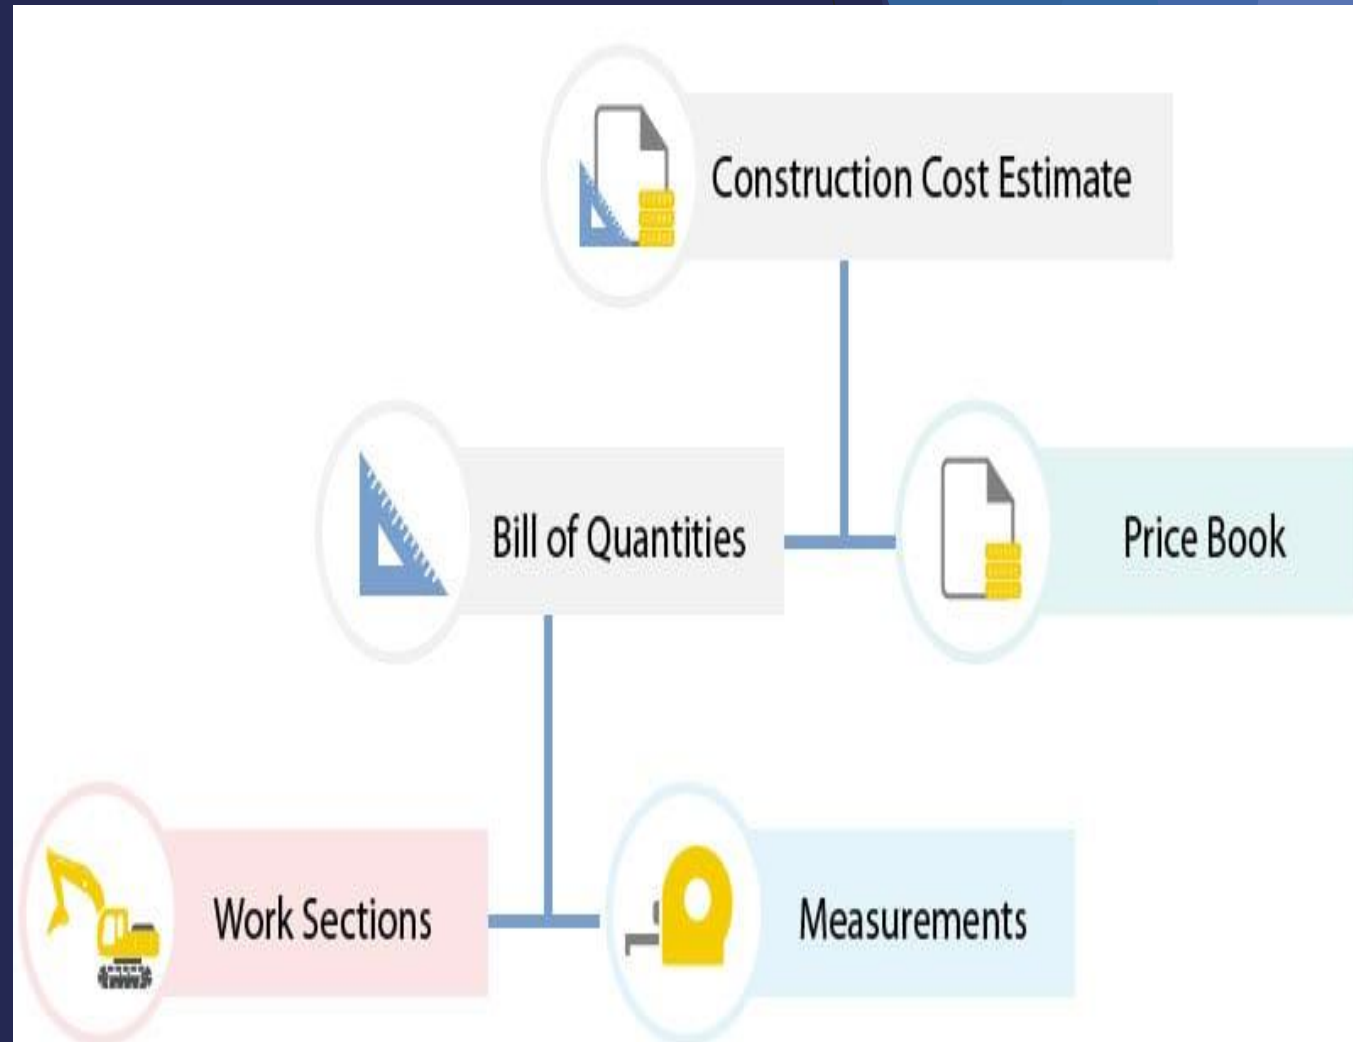 Construction Cost Estimate
Bill of Quantities
Price Book
Work Sections
Measurements